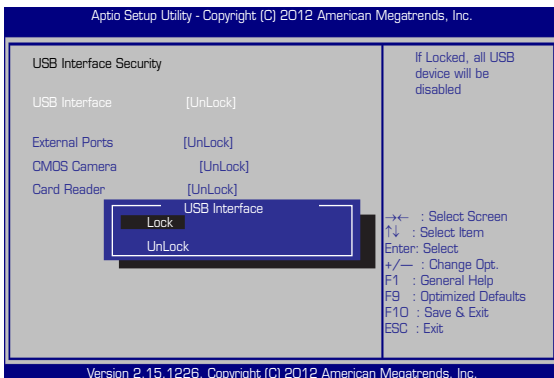 Aptio Setup Utility - Copyright (C) 2012 American Megatrends, Inc.
USB Interface Security
USB Interface [UnLock]
External Ports [UnLock]
CMOS Camera [UnLock]
Card Reader [UnLock]
USB Interface
Lock
UnLock
If Locked, all USB
device will be
disabled
→← : Select Screen
↑↓ : Select Item
Enter: Select
+/— : Change Opt.
F1 : General Help
F9 : Optimized Defaults
F10 : Save & Exit
ESC : Exit
Version 2.15.1226. Copyright (C) 2012 American Megatrends, Inc.